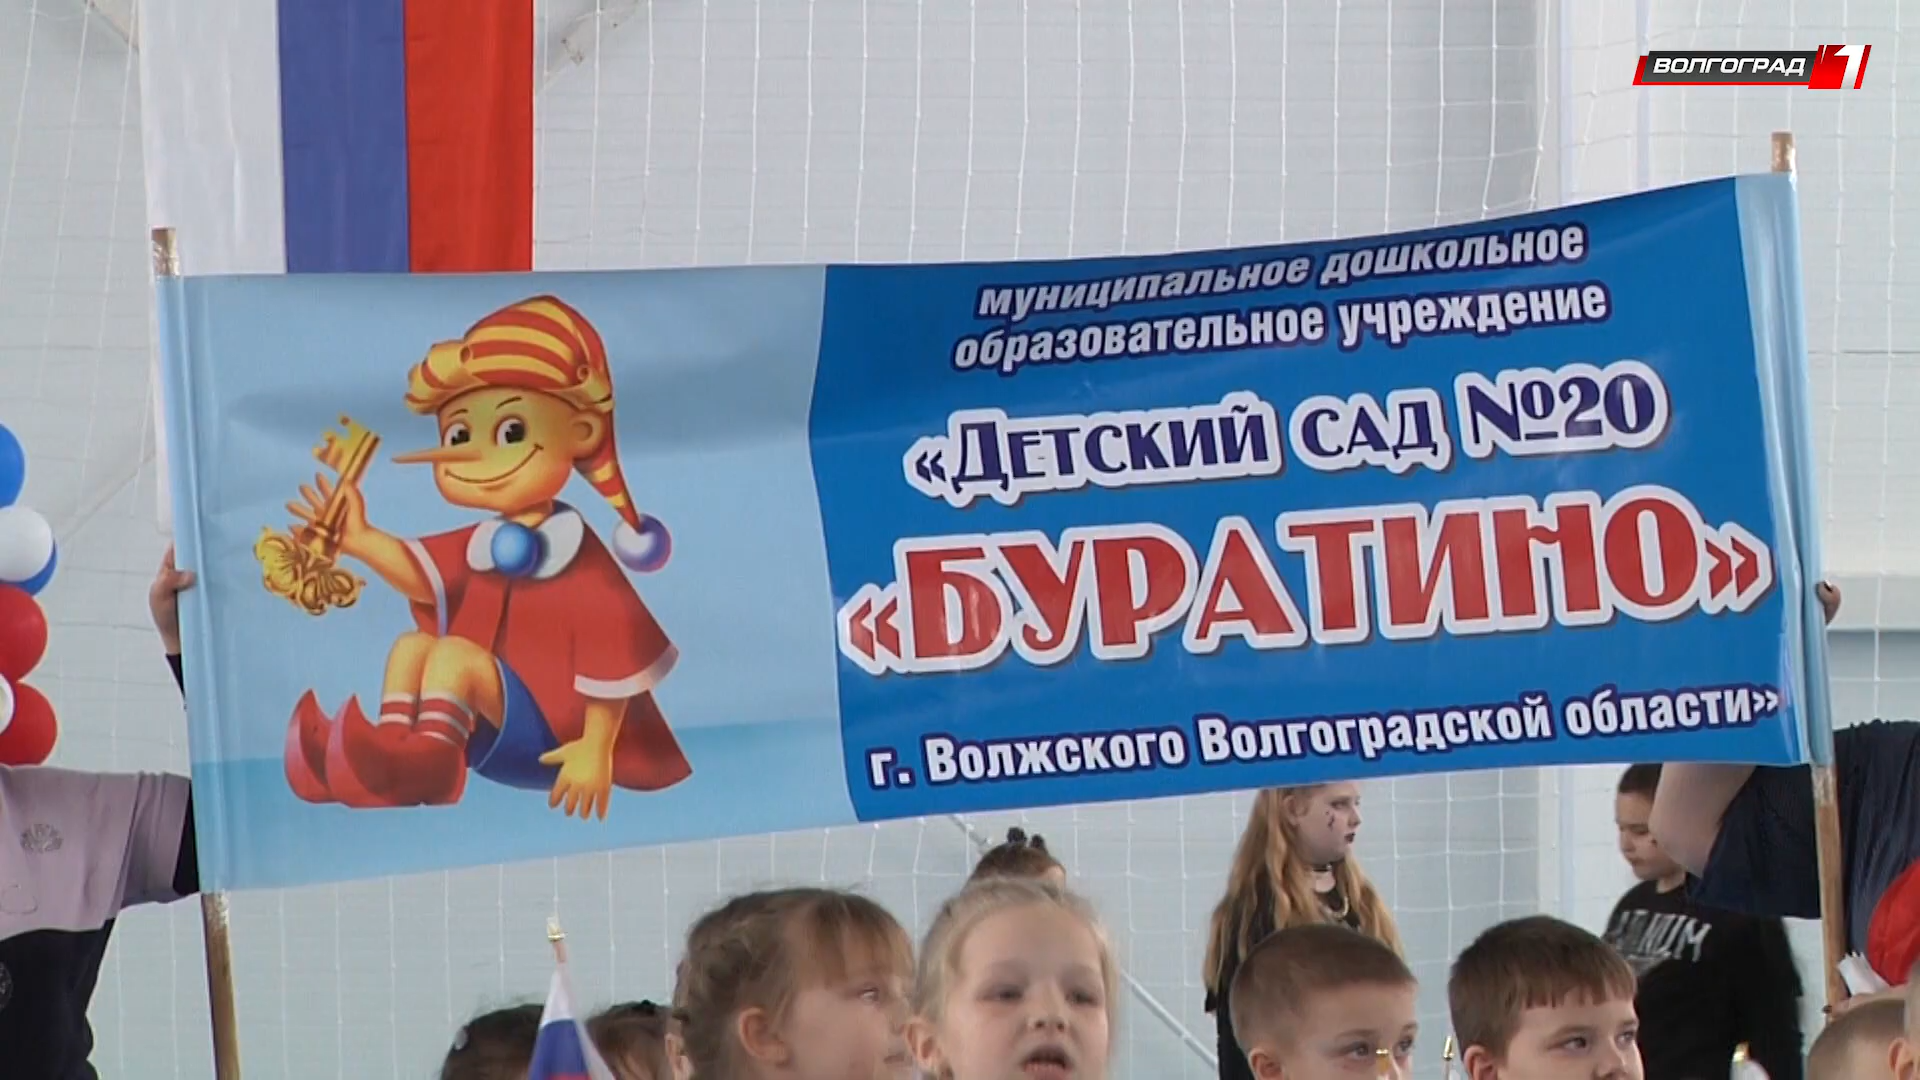 ВОЛГОГРАД 1
муниципальное дошкольное
образовательное учреждение
«Детский сад №20
«БУРАТИНО»
г. Волжского Волгоградской области»